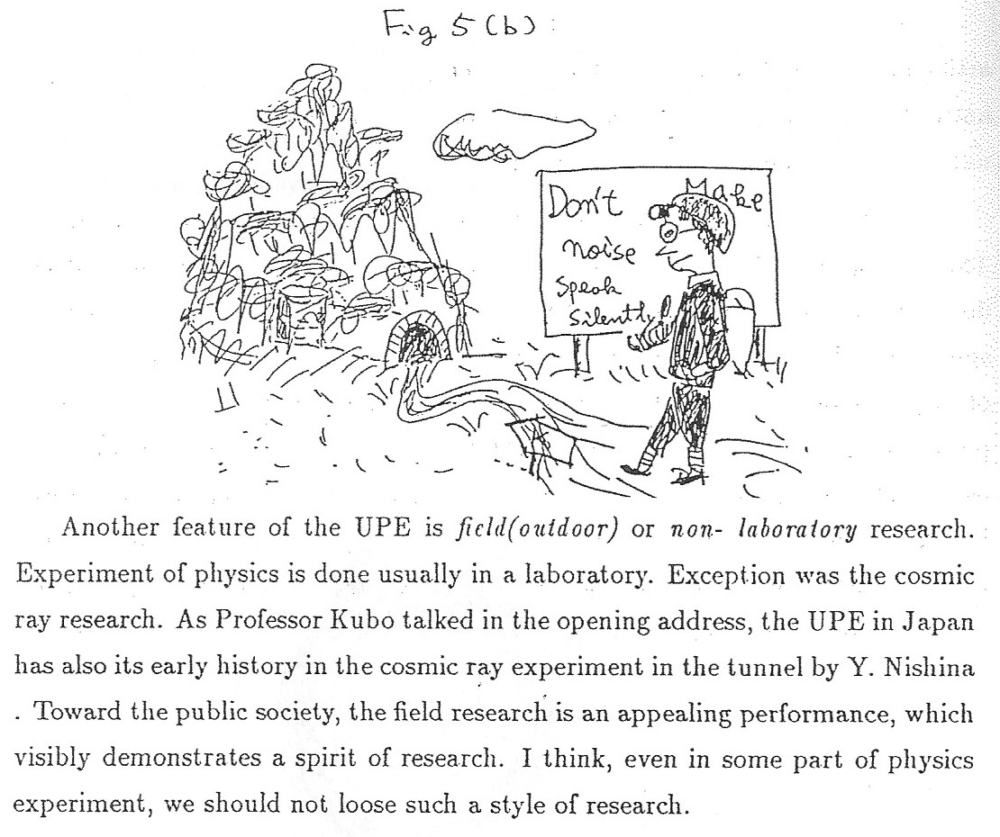 Fig 5 (b)
Don't Make
noise
Speak
Silently
Another feature of the UPE is field(outdoor) or non- laboratory research.
Experiment of physics is done usually in a laboratory. Exception was the cosmic
ray research. As Professor Kubo talked in the opening address, the UPE in Japan
has also its early history in the cosmic ray experiment in the tunnel by Y. Nishina
. Toward the public society, the field research is an appealing performance, which
visibly demonstrates a spirit of research. I think, even in some part of physics
experiment, we should not loose such a style of research.